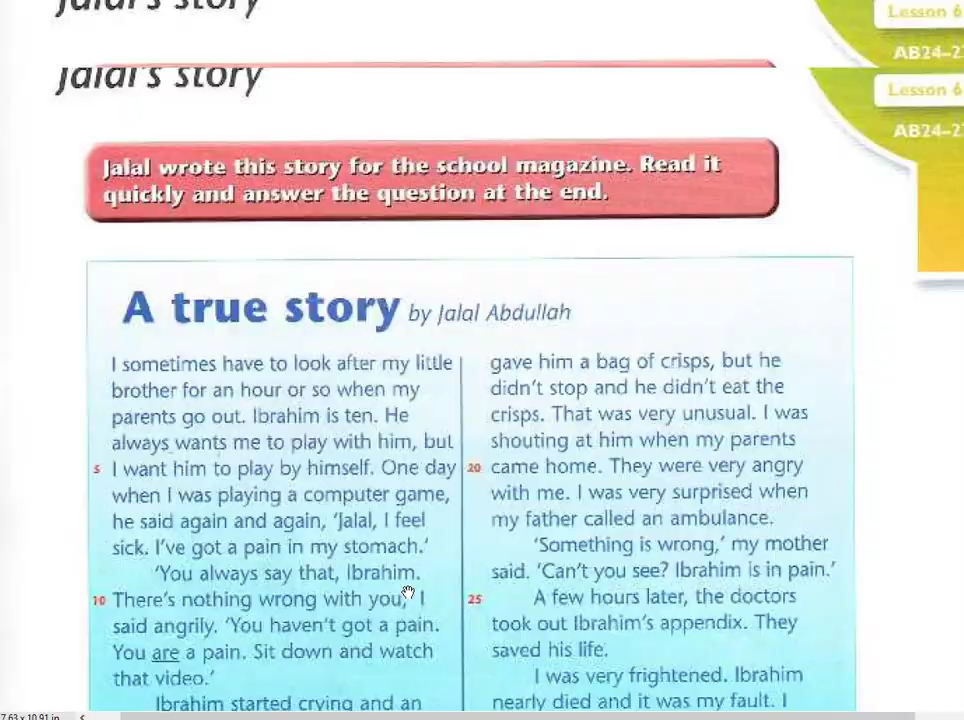 Jalal's story
Lesson 6
AB24-2
Jalal's story
Lesson 6
AB24-2
Jalal wrote this story for the school magazine. Read it
quickly and answer the question at the end.
A true story by Jalal Abdullah
I sometimes have to look after my little
brother for an hour or so when my
parents go out. Ibrahim is ten. He
always wants me to play with him, but
5 I want him to play by himself. One day
when I was playing a computer game,
he said again and again, ‘Jalal, I feel
sick. I've got a pain in my stomach.’
‘You always say that, Ibrahim.
10 There's nothing wrong with you,’ I
said angrily. ‘You haven't got a pain.
You are a pain. Sit down and watch
that video.’
Ibrahim started crying and an
gave him a bag of crisps, but he
didn't stop and he didn't eat the
crisps. That was very unusual. I was
shouting at him when my parents
20 came home. They were very angry
with me. I was very surprised when
my father called an ambulance.
‘Something is wrong,’ my mother
said. ‘Can't you see? Ibrahim is in pain.’
25 A few hours later, the doctors
took out Ibrahim's appendix. They
saved his life.
I was very frightened. Ibrahim
nearly died and it was my fault. I
7.63 x 10.91 in